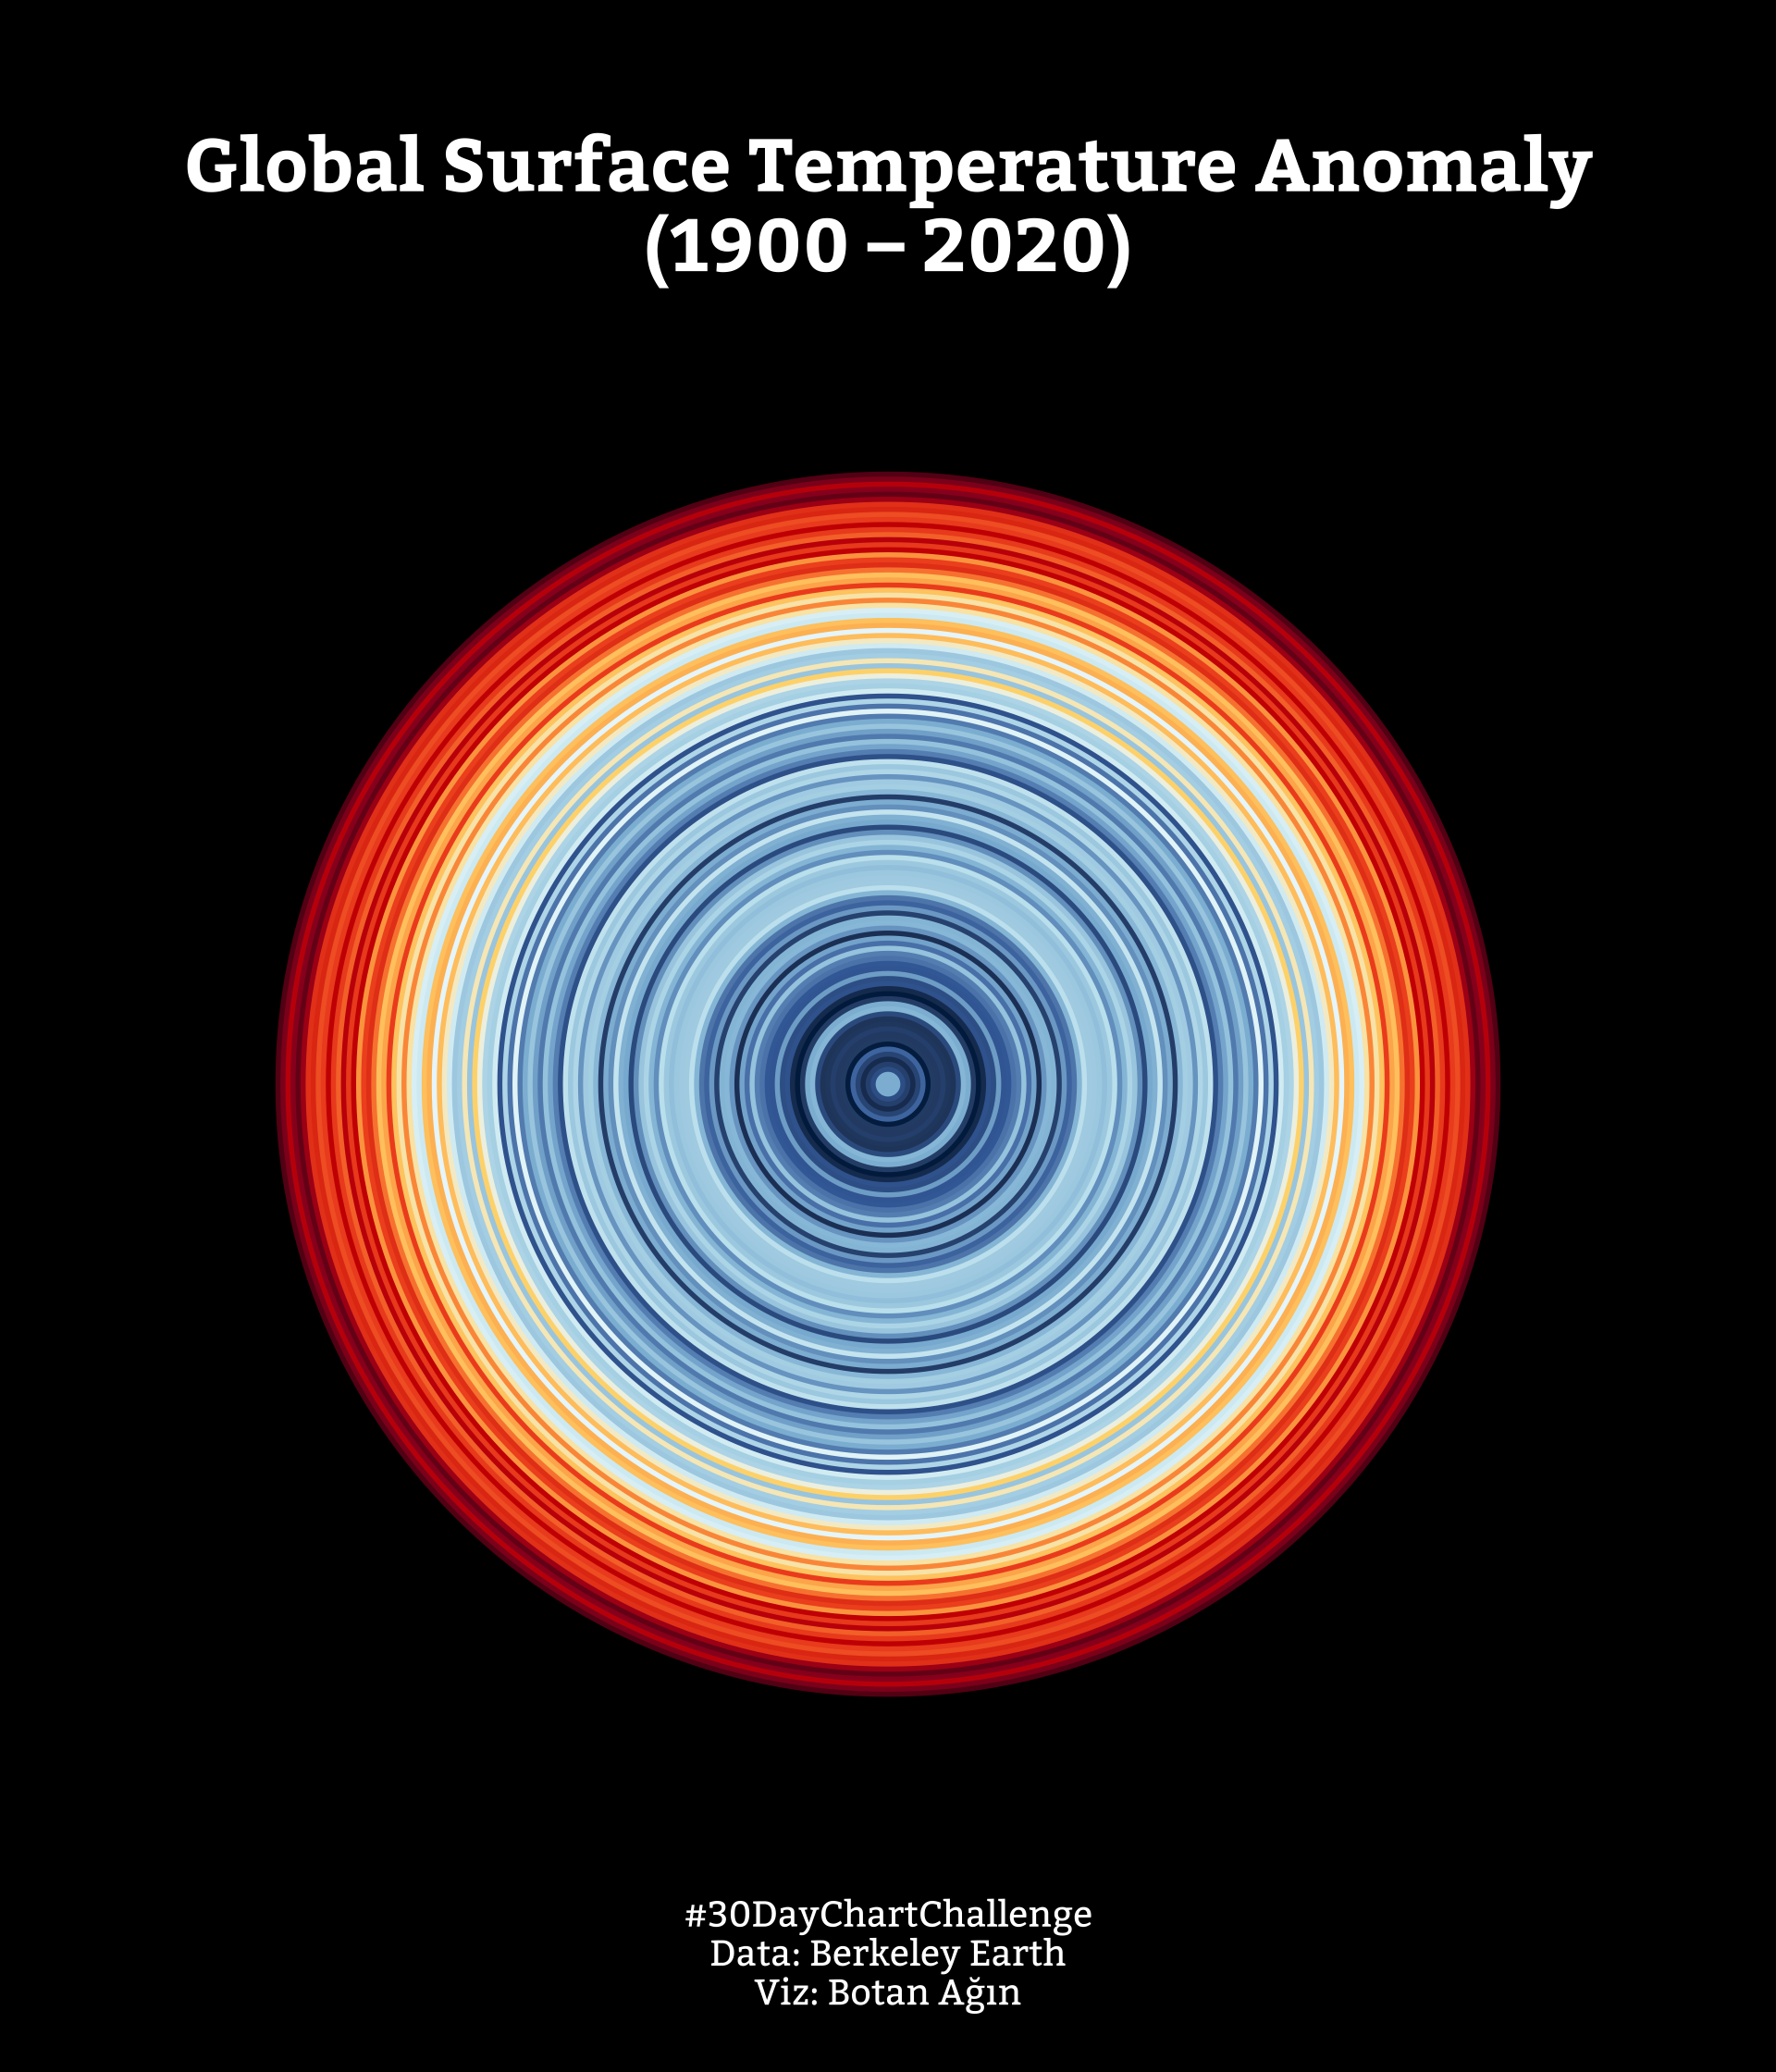 Global Surface Temperature Anomaly
(1900 – 2020)
#30DayChartChallenge
Data: Berkeley Earth
Viz: Botan Ağın